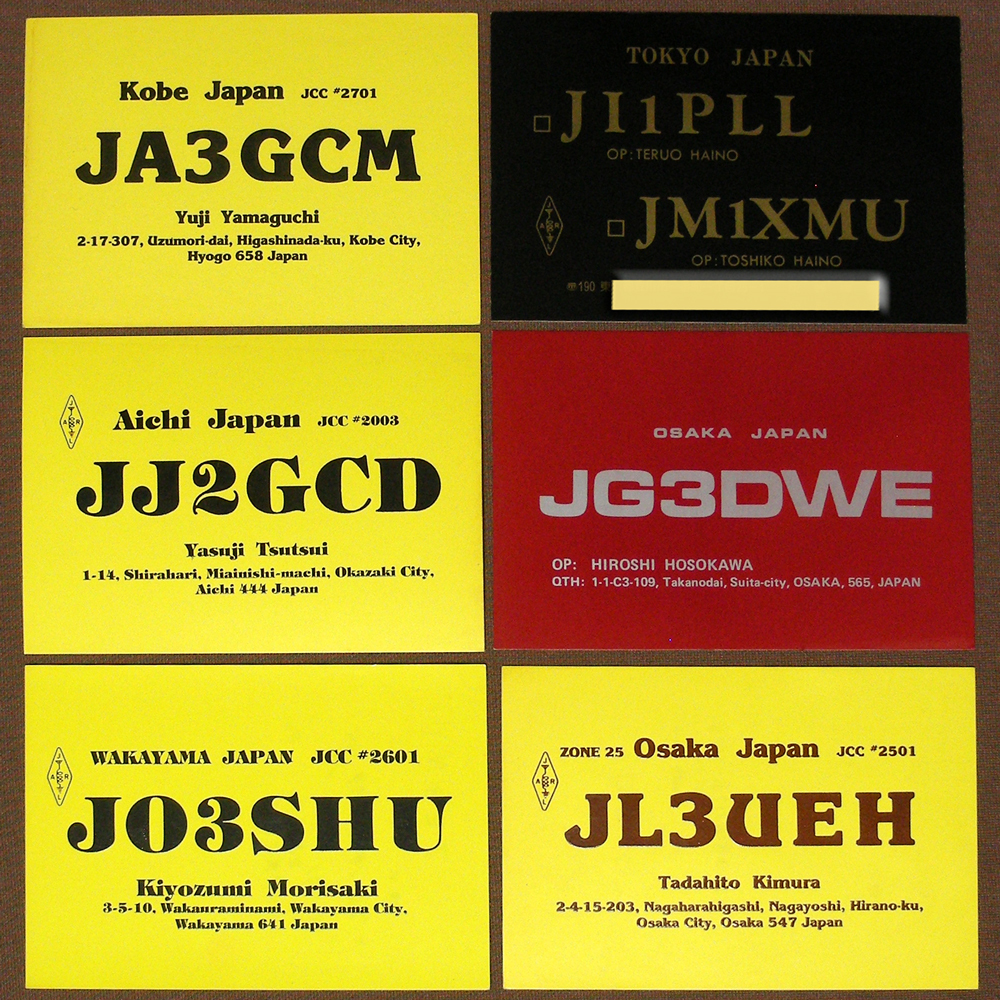 Kobe Japan JCC #2701
JA3GCM
Yuji Yamaguchi
2-17-307, Uzumori-dai, Higashinada-ku, Kobe City,
Hyogo 658 Japan
TOKYO JAPAN
JI1PLL
OP:TERUO HAINO
JARL
JM1XMU
OP:TOSHIKO HAINO
190
JARL
Aichi Japan JCC #2003
JJ2GCD
Yasuji Tsutsui
1-14, Shirahari, Miainishi-machi, Okazaki City,
Aichi 444 Japan
OSAKA JAPAN
JG3DWE
OP: HIROSHI HOSOKAWA
QTH: 1-1-C3-109, Takanodai, Suita-city, OSAKA, 565, JAPAN
JARL
WAKAYAMA JAPAN JCC #2601
JO3SHU
Kiyozumi Morisaki
3-5-10, Wakauraminami, Wakayama City,
Wakayama 641 Japan
JARL
ZONE 25 Osaka Japan JCC #2501
JL3UEH
Tadahito Kimura
2-4-15-203, Nagaharahigashi, Nagayoshi, Hirano-ku,
Osaka City, Osaka 547 Japan